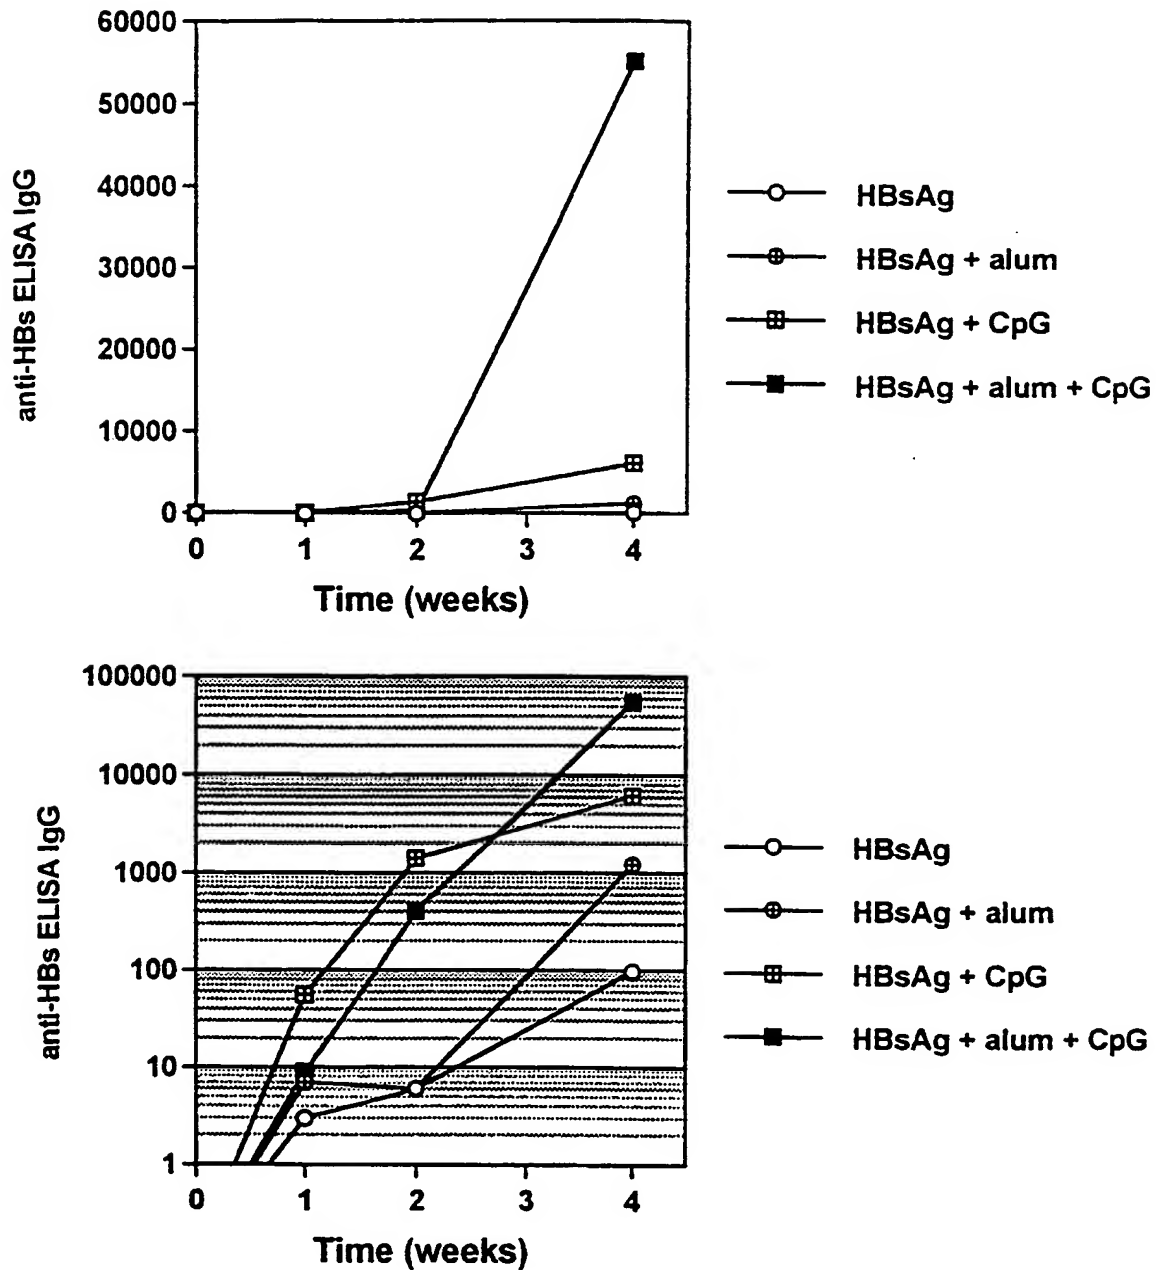 60000
50000
40000
30000
20000
10000
0
anti-HBs ELISA IgG
0 1 2 3 4
Time (weeks)
HBsAg
HBsAg + alum
HBsAg + CpG
HBsAg + alum + CpG
100000
10000
1000
100
10
1
anti-HBs ELISA IgG
0 1 2 3 4
Time (weeks)
HBsAg
HBsAg + alum
HBsAg + CpG
HBsAg + alum + CpG